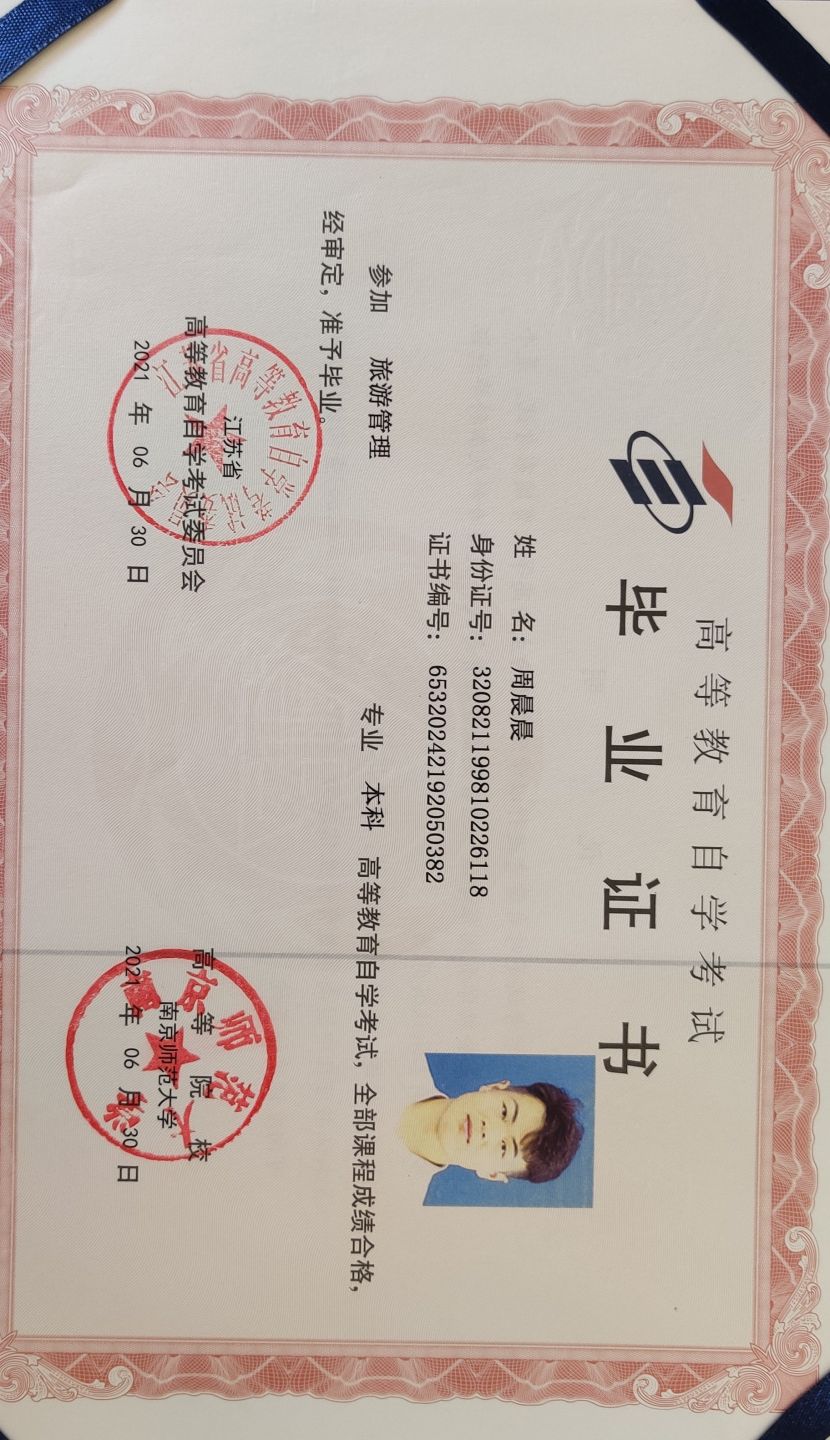 高等教育自学考试
毕业证书
姓 名：周晨晨
身份证号：320821199810226118
证书编号：65320242192050382
参加 旅游管理 专业 本科 高等教育自学考试，全部课程成绩合格，
经审定，准予毕业。
江苏省
高等教育自学考试委员会
2021 年 06 月 30 日
高等院校
南京师范大学
2021 年 06 月 30 日